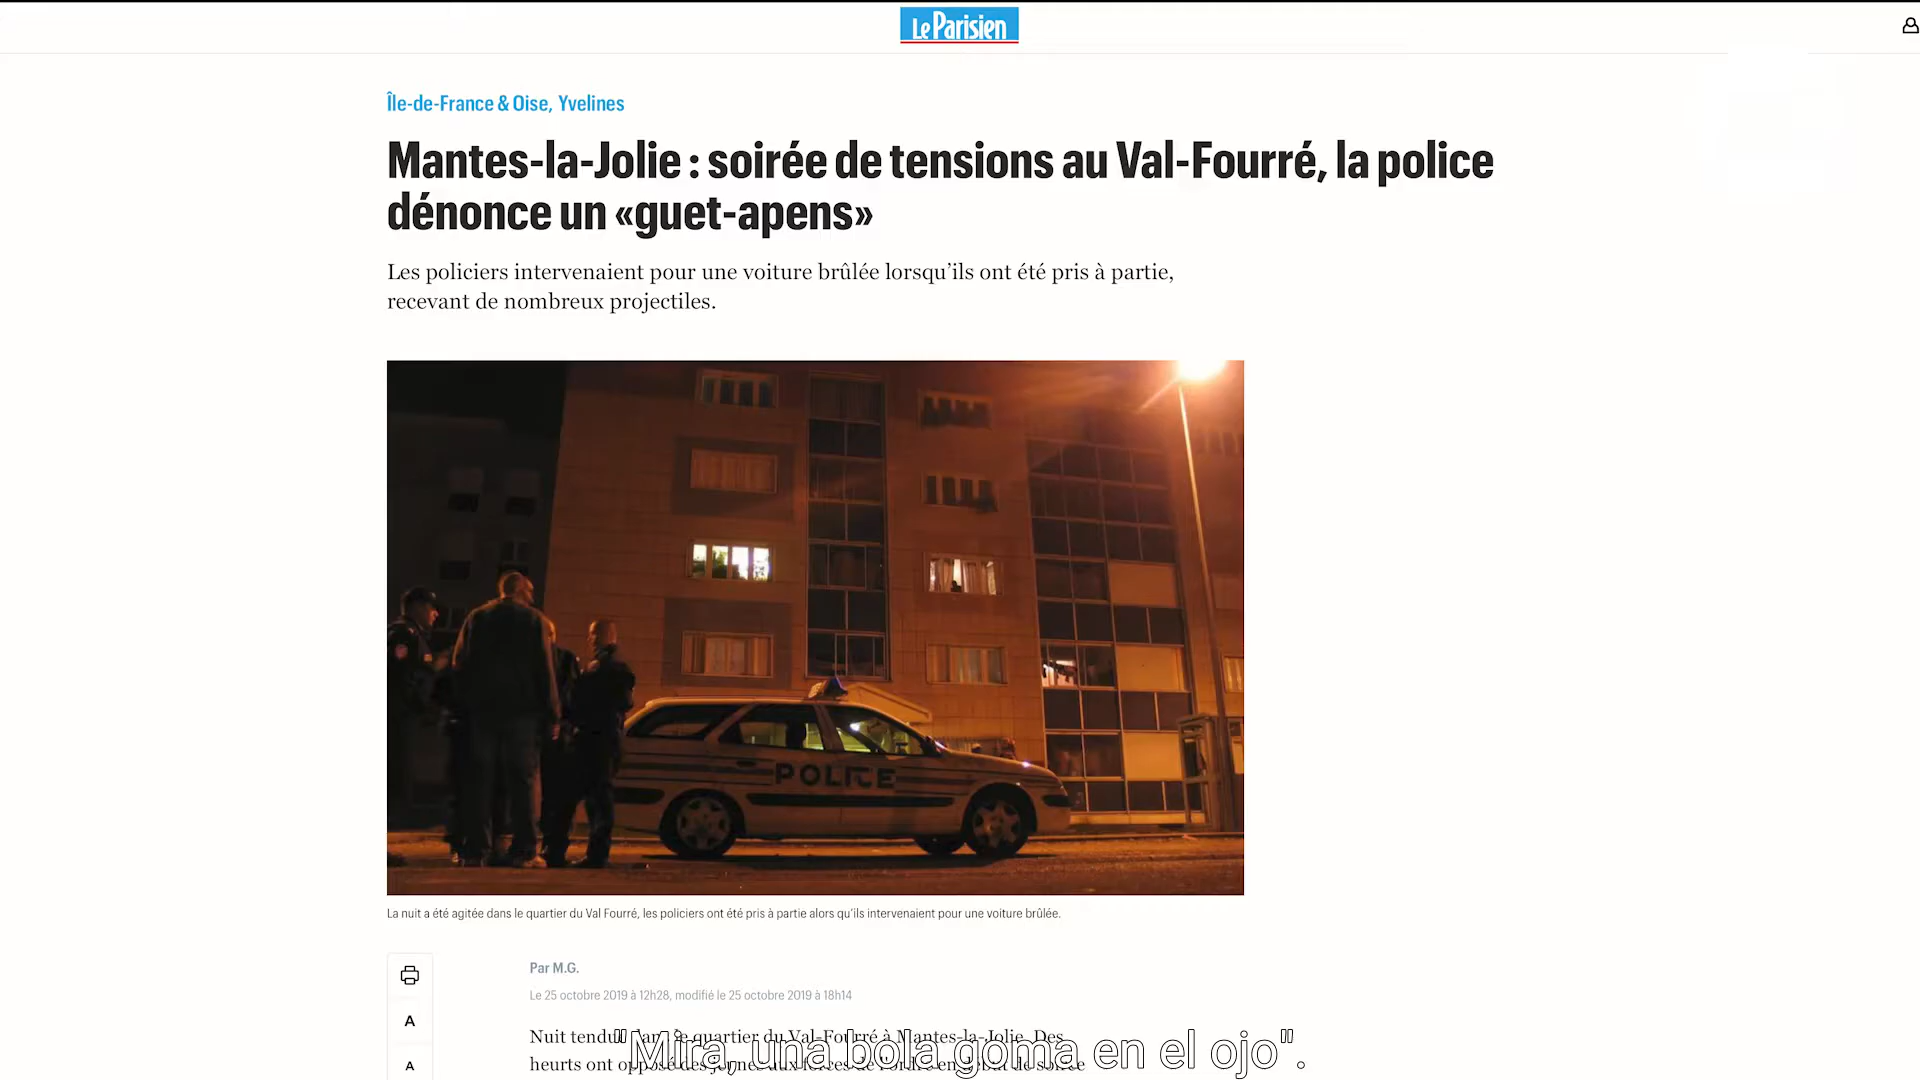 Le Parisien
Île-de-France & Oise, Yvelines
Mantes-la-Jolie : soirée de tensions au Val-Fourré, la police
dénonce un «guet-apens»
Les policiers intervenaient pour une voiture brûlée lorsqu'ils ont été pris à partie,
recevant de nombreux projectiles.
POLICE
La nuit a été agitée dans le quartier du Val Fourré, les policiers ont été pris à partie alors qu'ils intervenaient pour une voiture brûlée.
Par M.G.
Le 25 octobre 2019 à 12h28, modifié le 25 octobre 2019 à 18h14
A
Nuit tendue dans le quartier du Val-Fourré à Mantes-la-Jolie. Des
"Mira, una bola goma en el ojo".
A
heurts ont opposé des jeunes aux forces de l'ordre en début de soirée